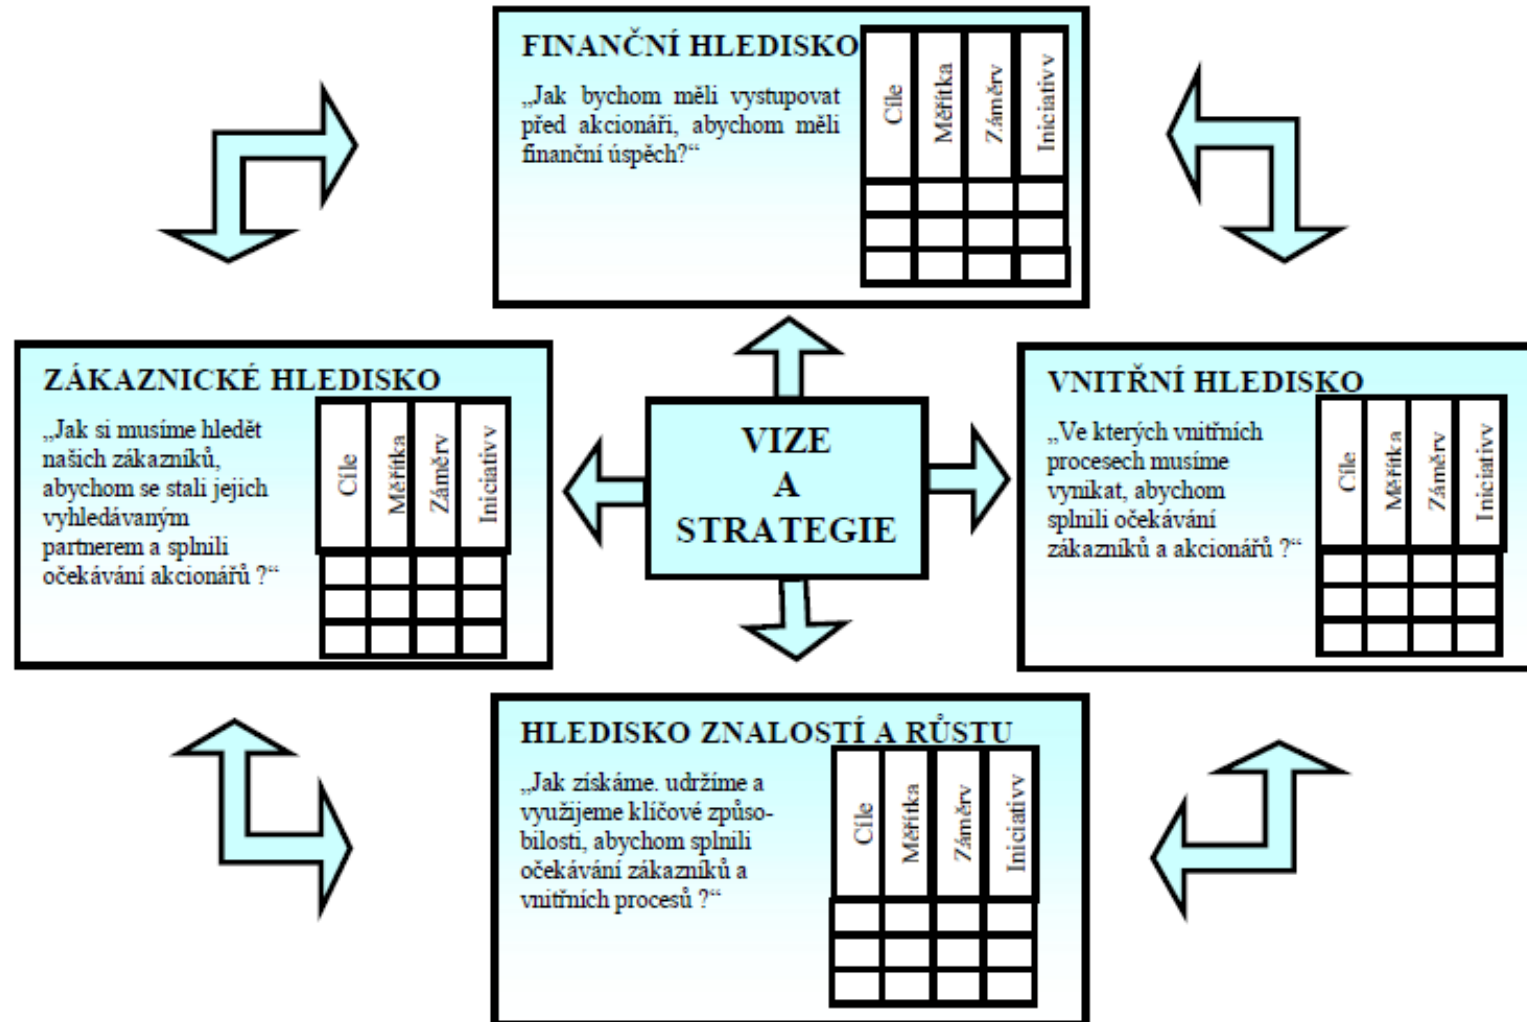 FINANČNÍ HLEDISKO
„Jak bychom měli vystupovat
před akcionáři, abychom měli
finanční úspěch?“
Cíle
Měřítka
Záměrv
Iniciativv
ZÁKAZNICKÉ HLEDISKO
„Jak si musíme hledět
našich zákazníků,
abychom se stali jejich
vyhledávaným
partnerem a splnili
očekávání akcionářů ?“
Cíle
Měřítka
Záměrv
Iniciativv
VIZE
A
STRATEGIE
VNITŘNÍ HLEDISKO
„Ve kterých vnitřních
procesech musíme
vynikat, abychom
splnili očekávání
zákazníků a akcionářů ?“
Cíle
Měřítka
Záměrv
Iniciativv
HLEDISKO ZNALOSTÍ A RŮSTU
„Jak získáme. udržíme a
využijeme klíčové způso-
bilosti, abychom splnili
očekávání zákazníků a
vnitřních procesů ?“
Cíle
Měřítka
Záměrv
Iniciativv